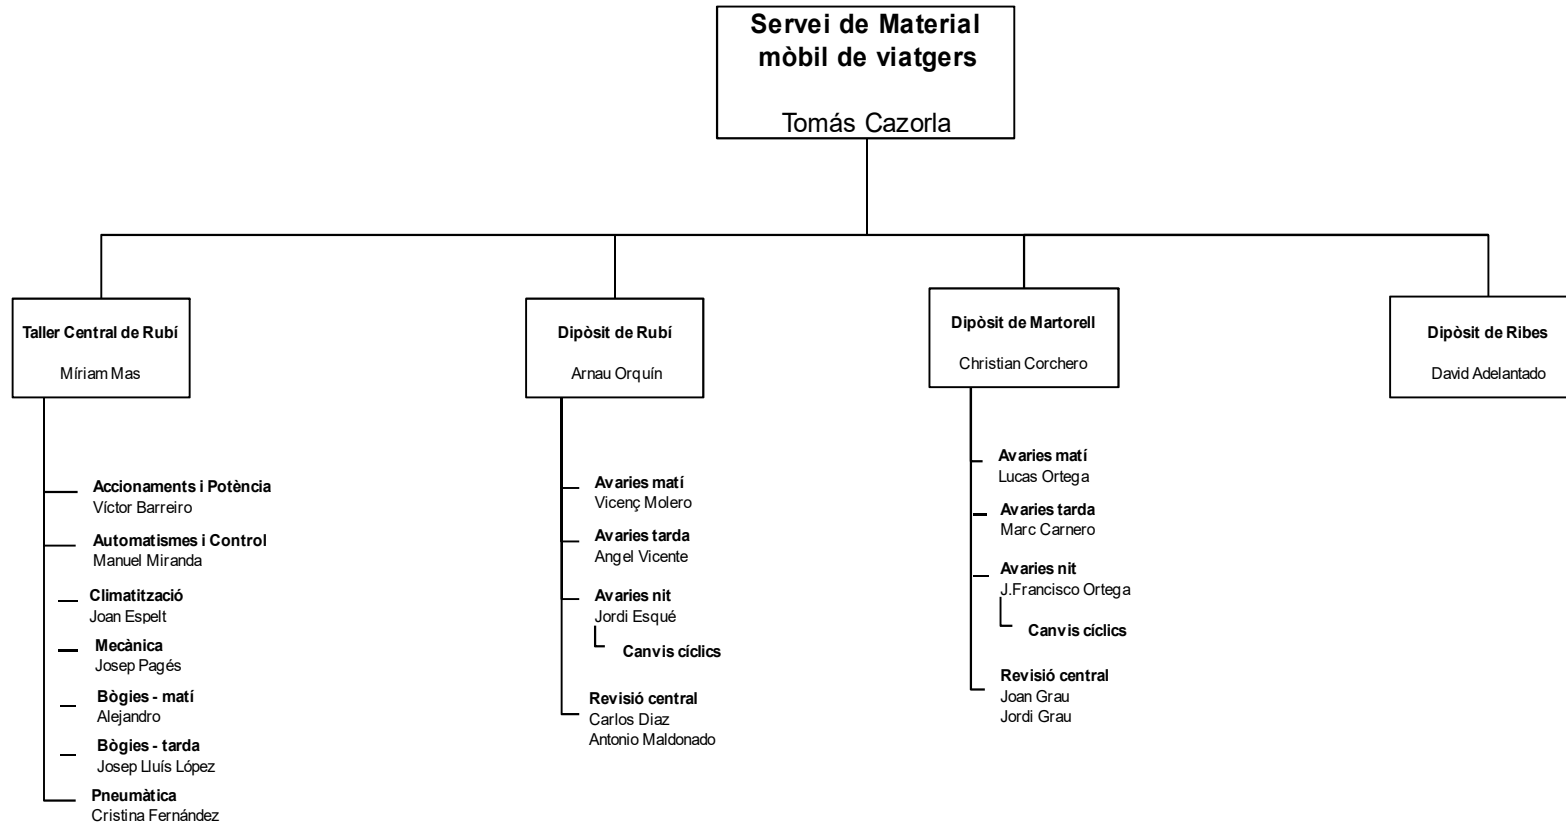 Servei de Material
mòbil de viatgers
Tomás Cazorla
Taller Central de Rubí
Míriam Mas
Accionaments i Potència
Víctor Barreiro
Automatismes i Control
Manuel Miranda
Climatització
Joan Espelt
Mecànica
Josep Pagés
Bògies - matí
Alejandro
Bògies - tarda
Josep Lluís López
Pneumàtica
Cristina Fernández
Dipòsit de Rubí
Arnau Orquín
Avaries matí
Vicenç Molero
Avaries tarda
Angel Vicente
Avaries nit
Jordi Esqué
Canvis cíclics
Revisió central
Carlos Diaz
Antonio Maldonado
Dipòsit de Martorell
Christian Corchero
Avaries matí
Lucas Ortega
Avaries tarda
Marc Carnero
Avaries nit
J.Francisco Ortega
Canvis cíclics
Revisió central
Joan Grau
Jordi Grau
Dipòsit de Ribes
David Adelantado